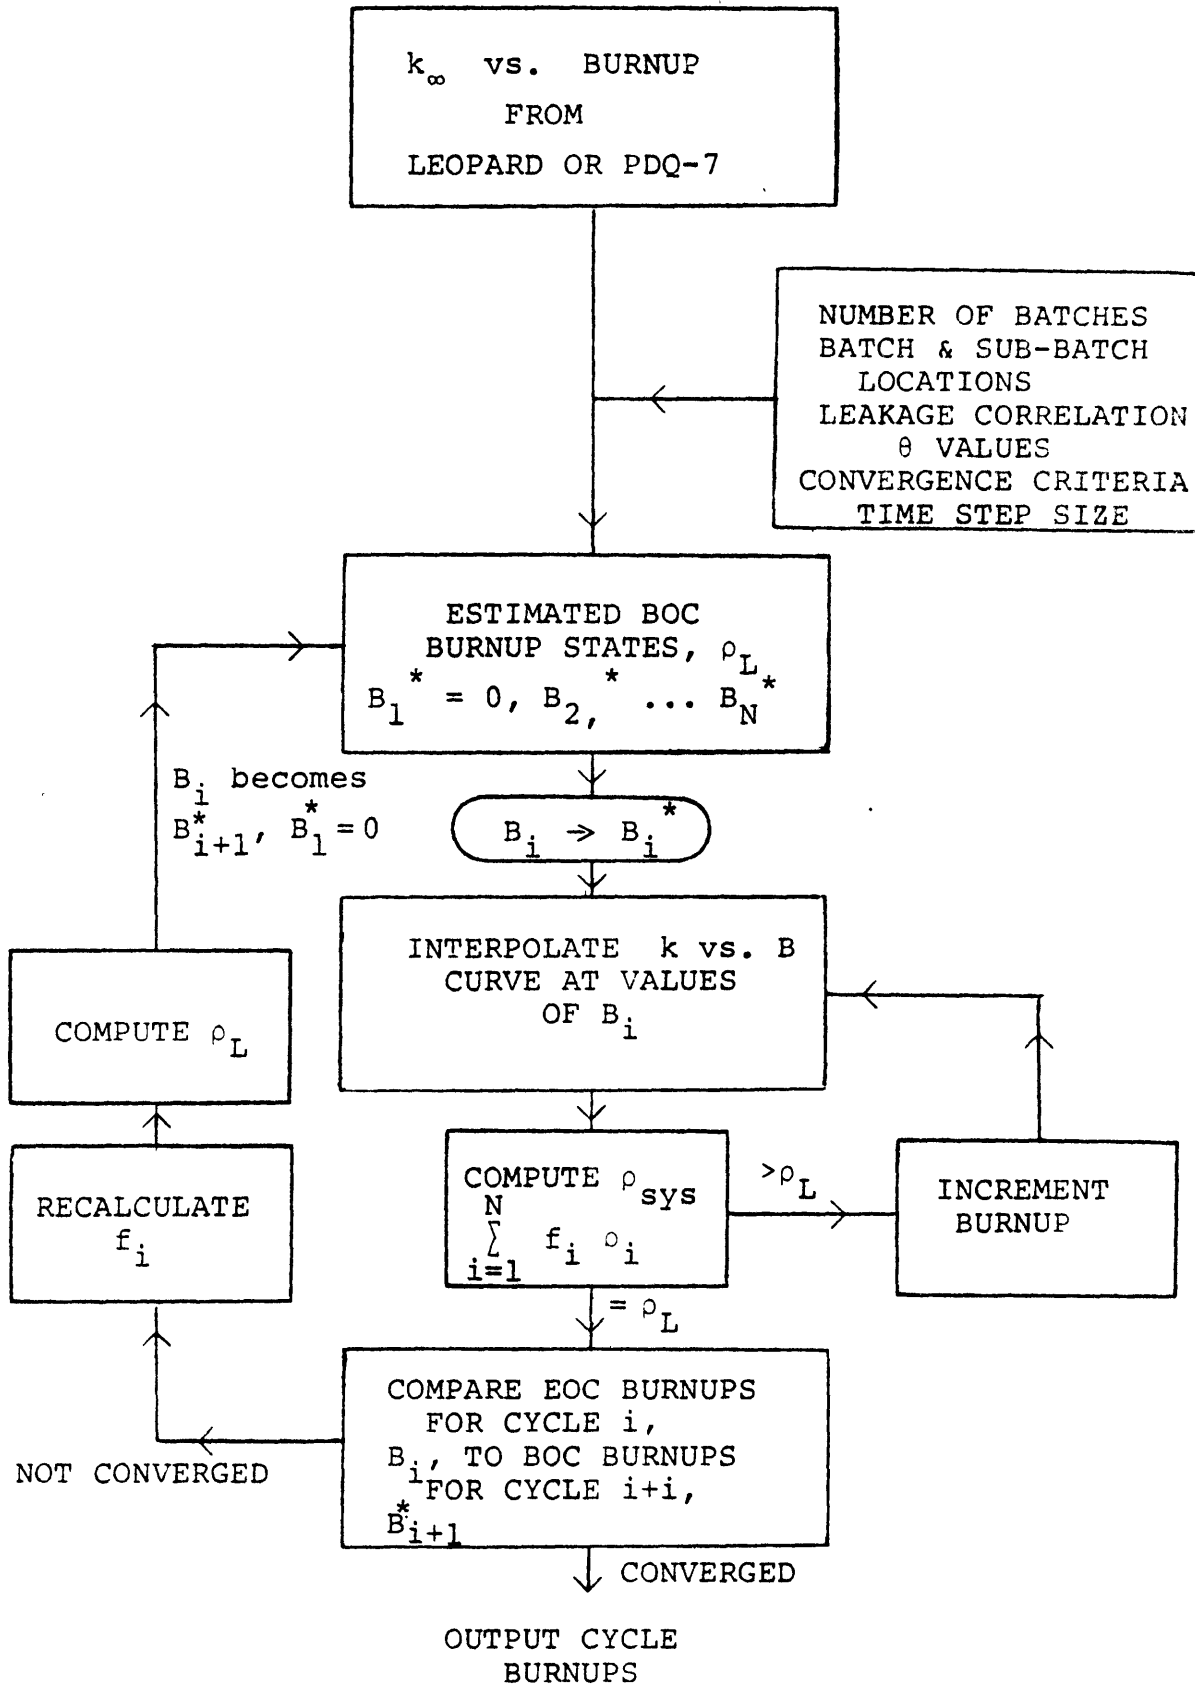 k∞ vs. BURNUP
FROM
LEOPARD OR PDQ-7
NUMBER OF BATCHES
BATCH & SUB-BATCH
LOCATIONS
LEAKAGE CORRELATION
θ VALUES
CONVERGENCE CRITERIA
TIME STEP SIZE
ESTIMATED BOC
BURNUP STATES, ρL
B1* = 0, B2,* ... BN*
Bi becomes
B*i+1, B*1 = 0
Bi → Bi*
INTERPOLATE k vs. B
CURVE AT VALUES
OF Bi
COMPUTE ρL
RECALCULATE
fi
COMPUTE ρsys
N
∑ fi ρi
i=1
>ρL
INCREMENT
BURNUP
= ρL
COMPARE EOC BURNUPS
FOR CYCLE i,
Bi, TO BOC BURNUPS
FOR CYCLE i+i,
B*i+1
NOT CONVERGED
CONVERGED
OUTPUT CYCLE
BURNUPS